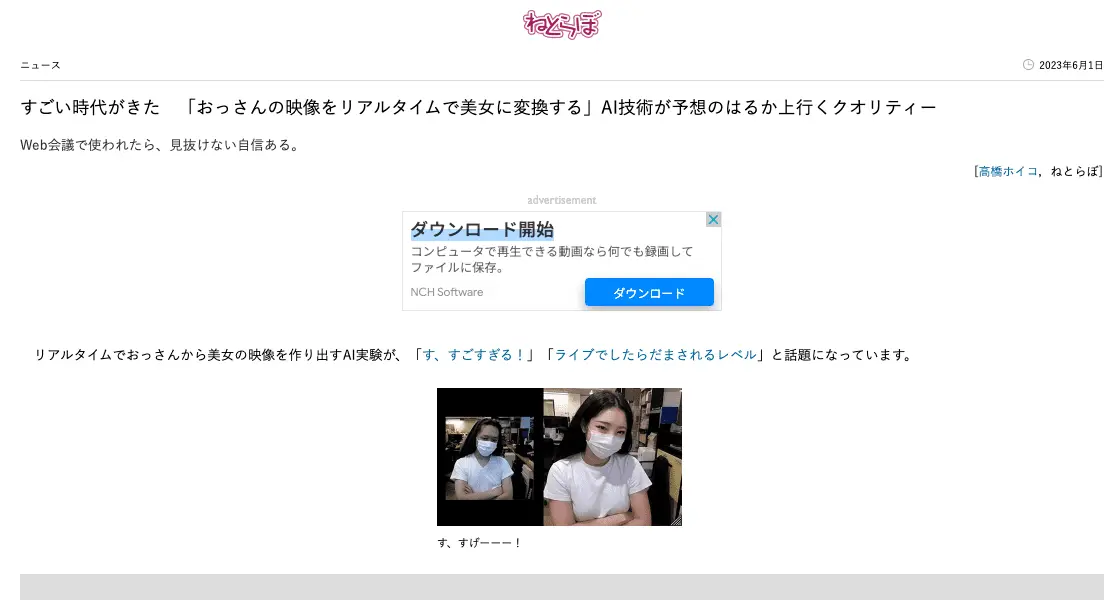 ねとらぼ
ニュース
2023年6月1日
すごい時代がきた 「おっさんの映像をリアルタイムで美女に変換する」AI技術が予想のはるか上行くクオリティー
Web会議で使われたら、見抜けない自信ある。
[高橋ホイコ，ねとらぼ]
advertisement
ダウンロード開始
コンピュータで再生できる動画なら何でも録画して
ファイルに保存。
NCH Software
ダウンロード
リアルタイムでおっさんから美女の映像を作り出すAI実験が、「す、すごすぎる！」「ライブでしたらだまされるレベル」と話題になっています。
す、すげーーー！